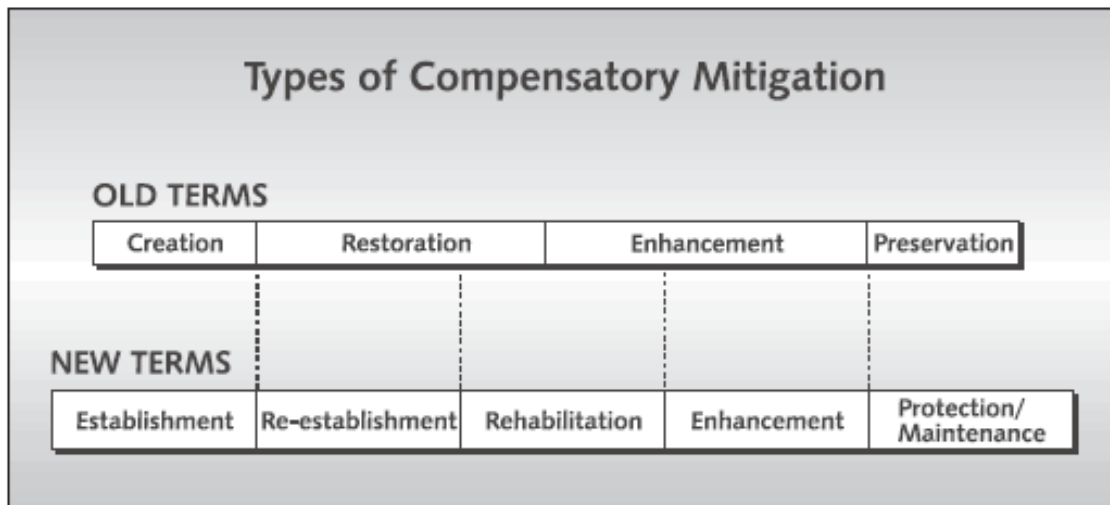 Types of Compensatory Mitigation
OLD TERMS
Creation Restoration Enhancement Preservation
NEW TERMS
Establishment Re-establishment Rehabilitation Enhancement Protection/
Maintenance